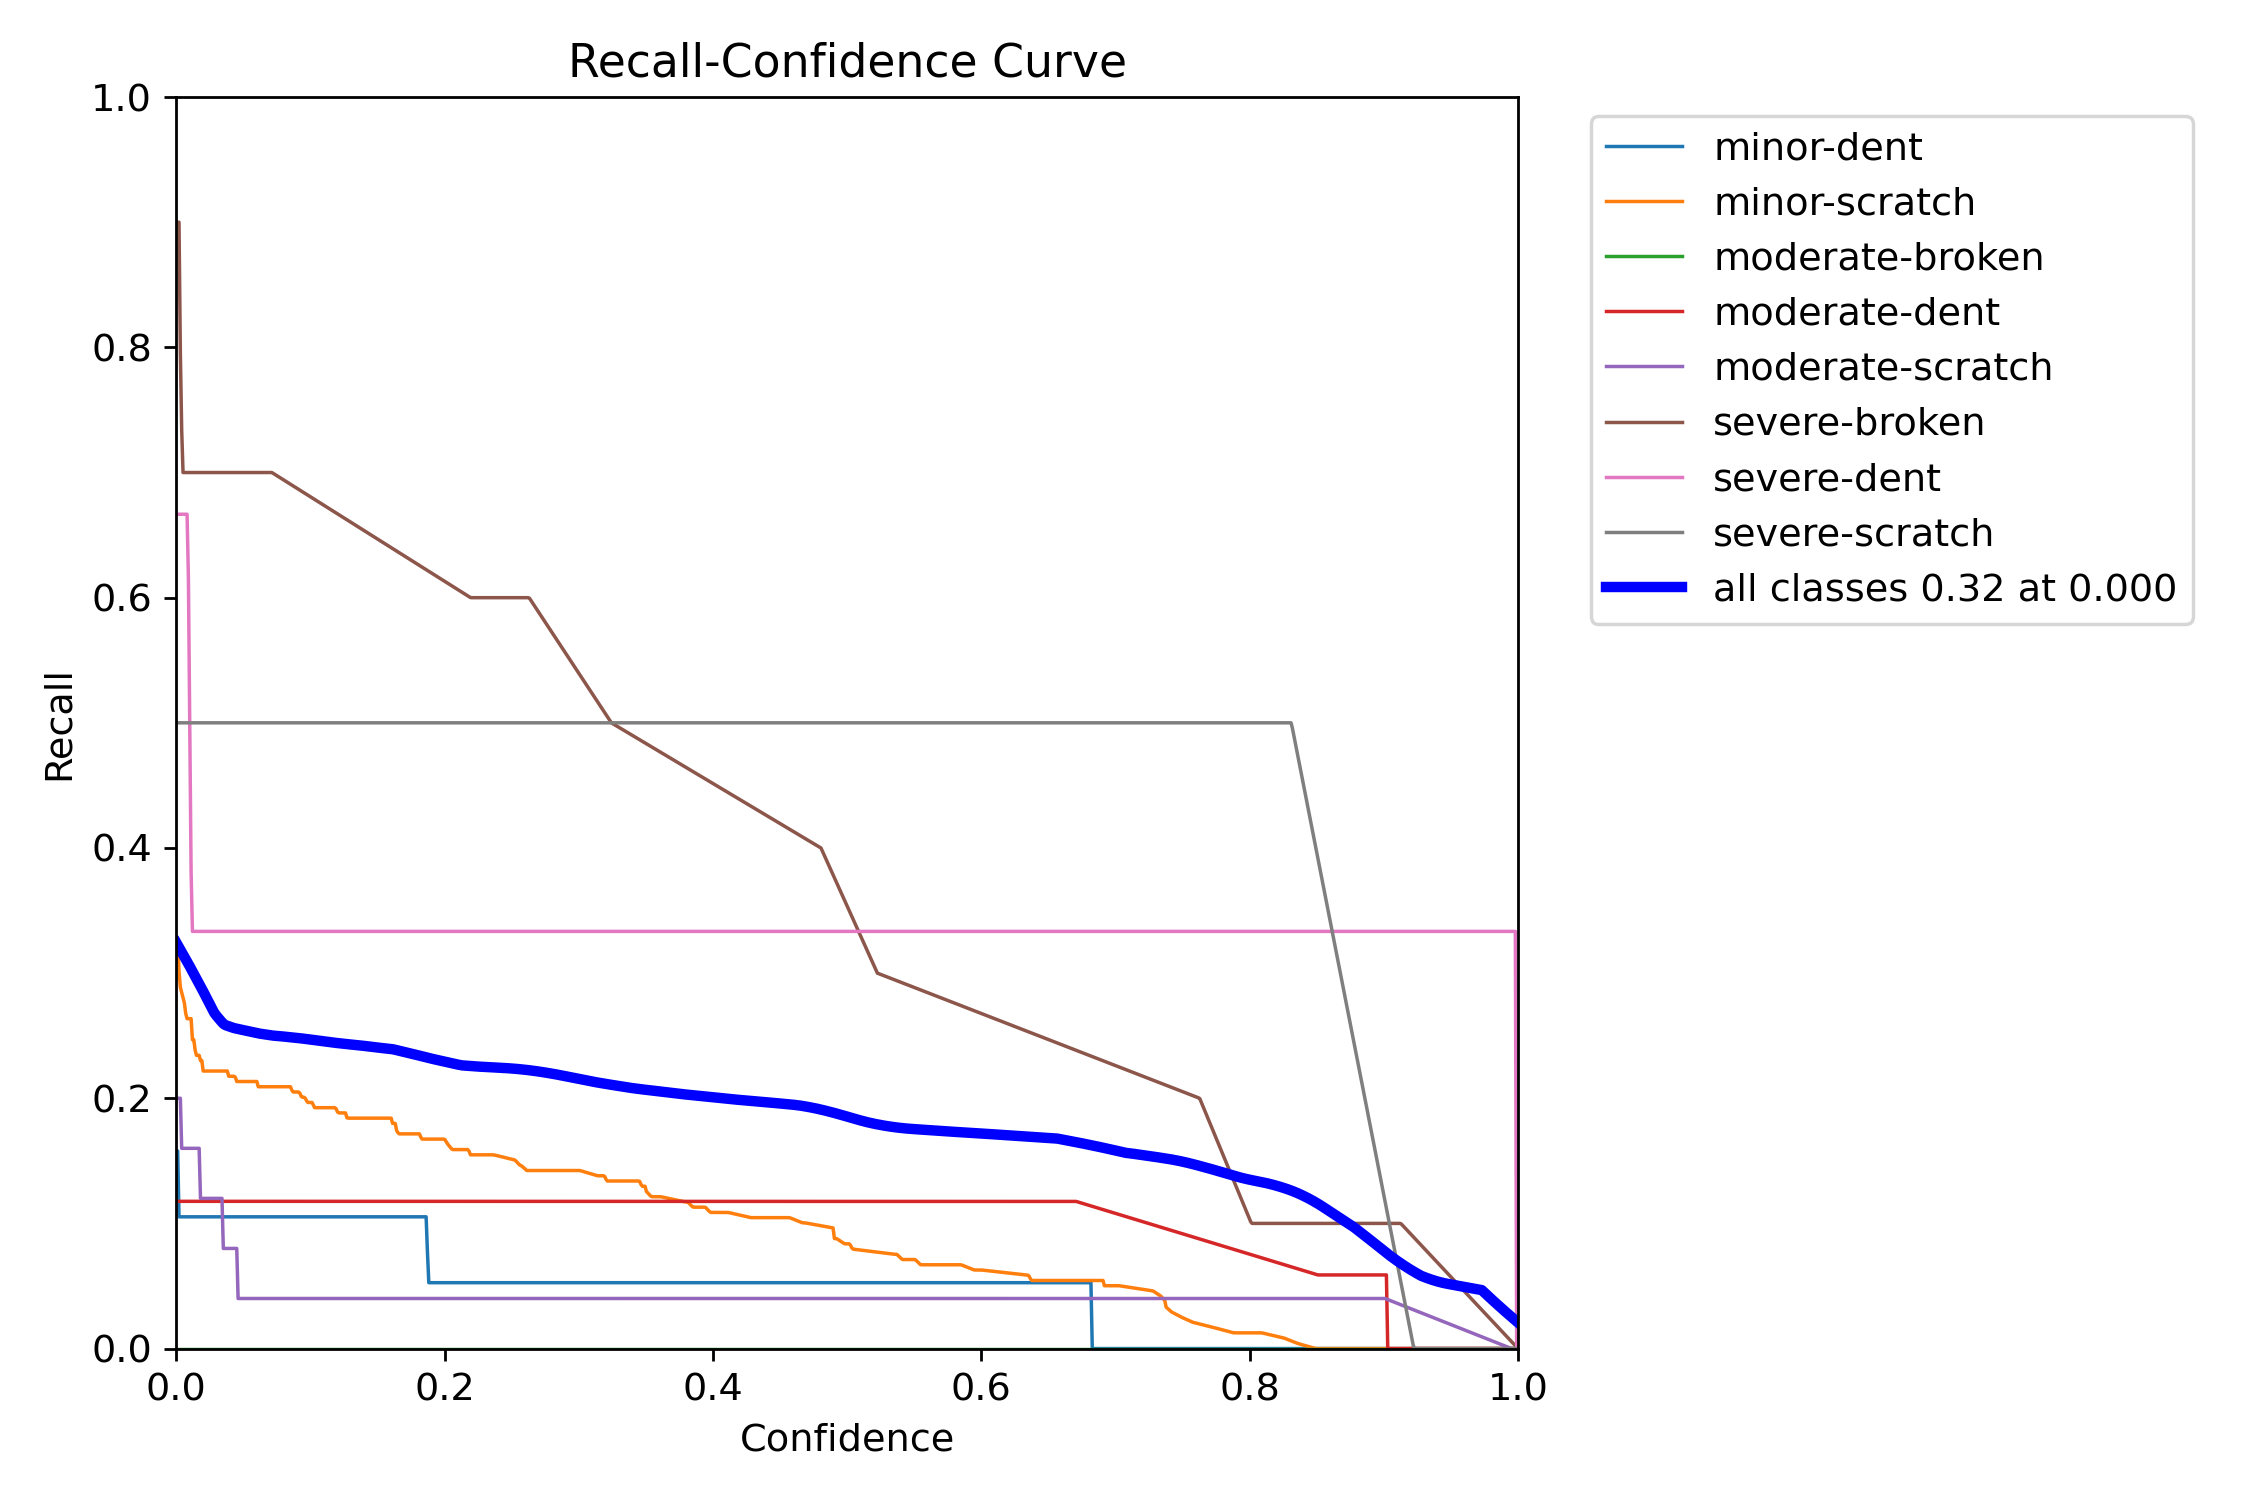 Recall-Confidence Curve
1.0
0.8
0.6
0.4
0.2
0.0
Recall
0.0 0.2 0.4 0.6 0.8 1.0
Confidence
minor-dent
minor-scratch
moderate-broken
moderate-dent
moderate-scratch
severe-broken
severe-dent
severe-scratch
all classes 0.32 at 0.000